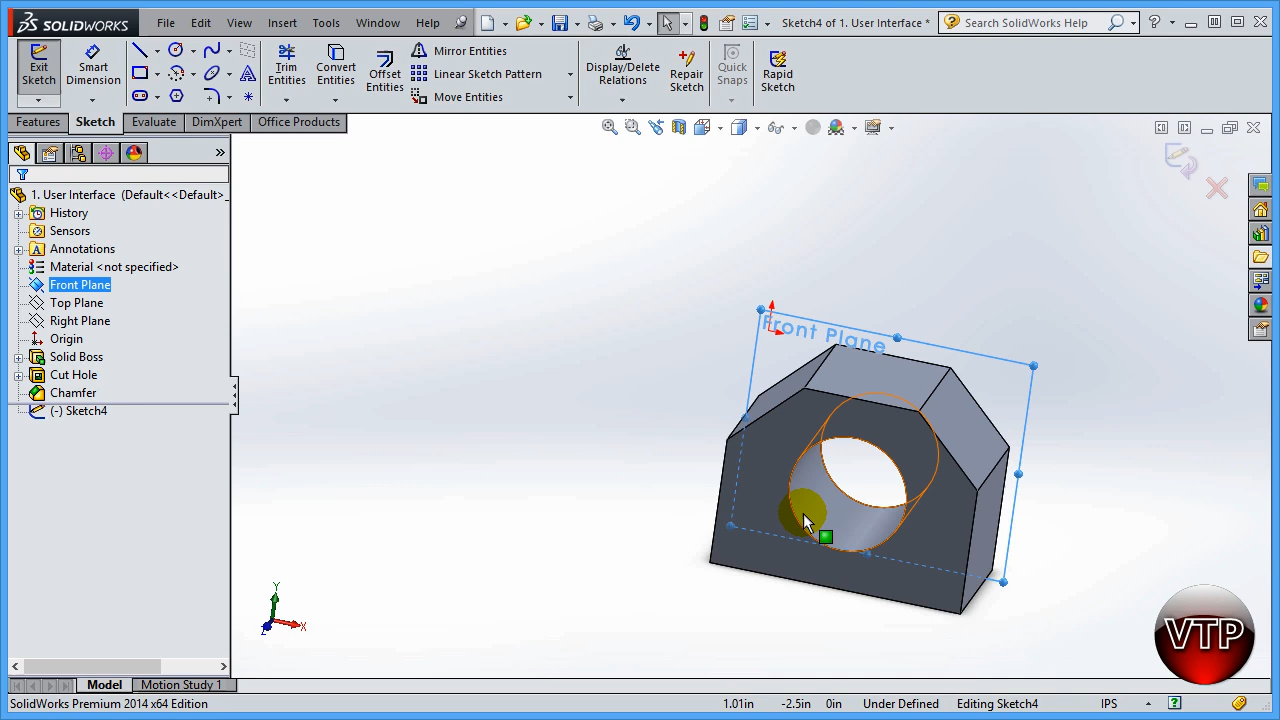 SOLIDWORKS File Edit View Insert Tools Window Help Sketch4 of 1. User Interface * Search SolidWorks Help
Exit Sketch
Smart Dimension
Trim Entities
Convert Entities
Offset Entities
Mirror Entities
Linear Sketch Pattern
Move Entities
Display/Delete Relations
Repair Sketch
Quick Snaps
Rapid Sketch
Features Sketch Evaluate DimXpert Office Products
1. User Interface (Default<<Default>_
History
Sensors
Annotations
Material <not specified>
Front Plane
Top Plane
Right Plane
Origin
Solid Boss
Cut Hole
Chamfer
(-) Sketch4
Front Plane
Y
X
Z
VTP
Model Motion Study 1
SolidWorks Premium 2014 x64 Edition 1.01in -2.5in 0in Under Defined Editing Sketch4 IPS